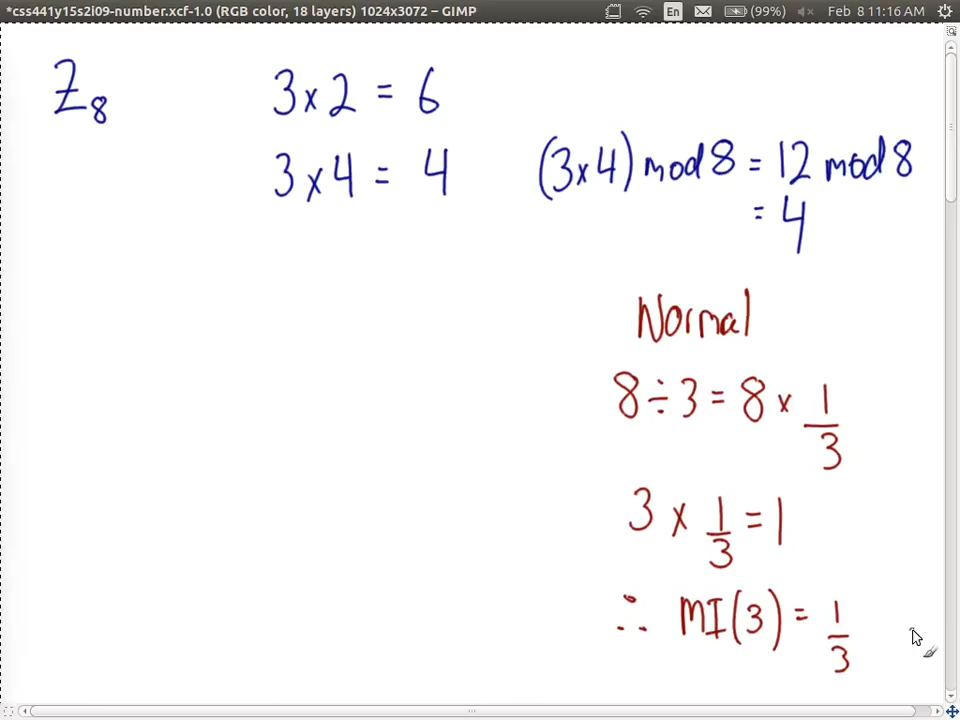 *css441y15s2l09-number.xcf-1.0 (RGB color, 18 layers) 1024x3072 – GIMP En (99%) Feb 8 11:16 AM
Z₈ 3 x 2 = 6
3 x 4 = 4 (3x4) mod 8 = 12 mod 8
= 4
Normal
8 ÷ 3 = 8 x 1/3
3 x 1/3 = 1
∴ MI(3) = 1/3